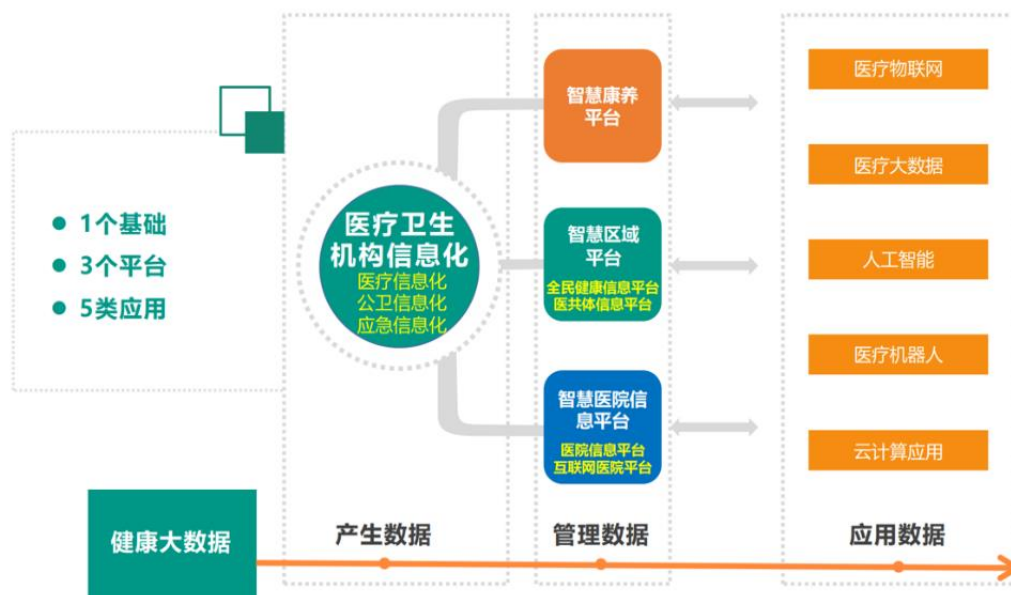 1个基础
3个平台
5类应用
健康大数据
医疗卫生
机构信息化
医疗信息化
公卫信息化
应急信息化
产生数据
智慧康养
平台
智慧区域
平台
全民健康信息平台
医共体信息平台
智慧医院信
息平台
医院信息平台
互联网医院平台
管理数据
医疗物联网
医疗大数据
人工智能
医疗机器人
云计算应用
应用数据